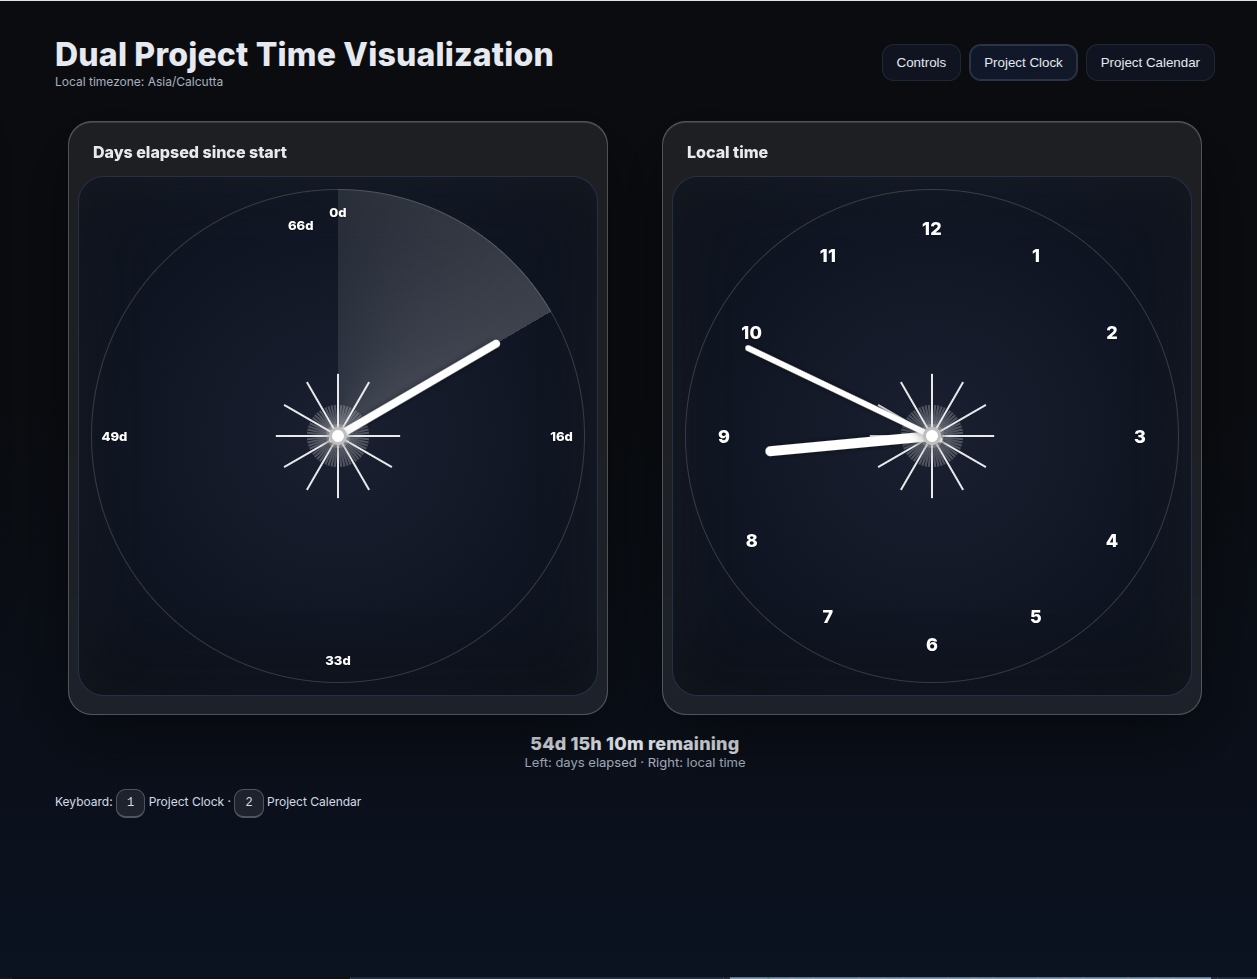 Dual Project Time Visualization
Local timezone: Asia/Calcutta
Controls
Project Clock
Project Calendar
Days elapsed since start
0d
66d
49d
16d
33d
Local time
12
11
1
10
2
9
3
8
4
7
5
6
54d 15h 10m remaining
Left: days elapsed · Right: local time
Keyboard: 1 Project Clock · 2 Project Calendar